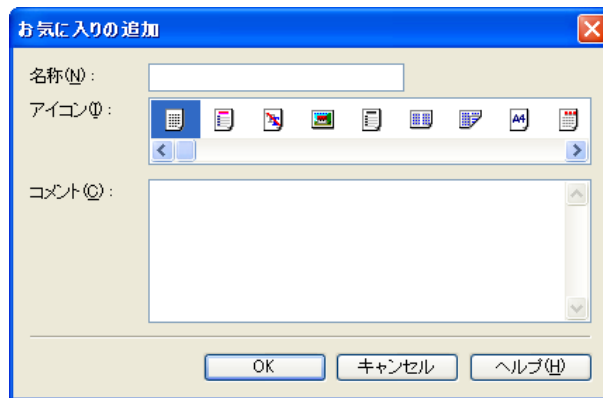 お気に入りの追加
名称(N)：
アイコン(I)：
A4
コメント(C)：
OK
キャンセル
ヘルプ(H)